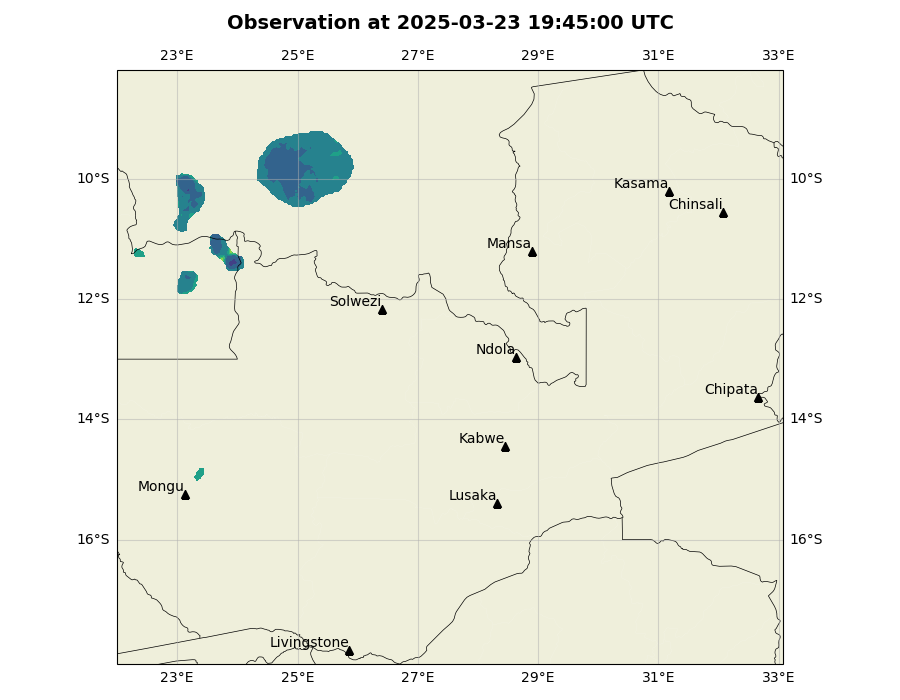 Observation at 2025-03-23 19:45:00 UTC
23°E 25°E 27°E 29°E 31°E 33°E
10°S 10°S
Kasama
Chinsali
Mansa
12°S 12°S
Solwezi
Ndola
Chipata
14°S 14°S
Kabwe
Mongu
Lusaka
16°S 16°S
Livingstone
23°E 25°E 27°E 29°E 31°E 33°E